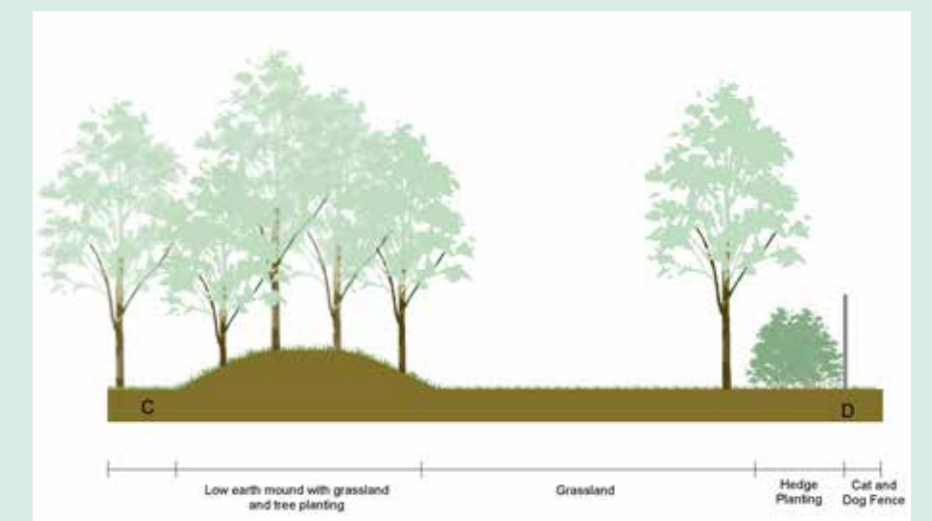 C
D
Low earth mound with grassland
and tree planting
Grassland
Hedge
Planting
Cat and
Dog Fence